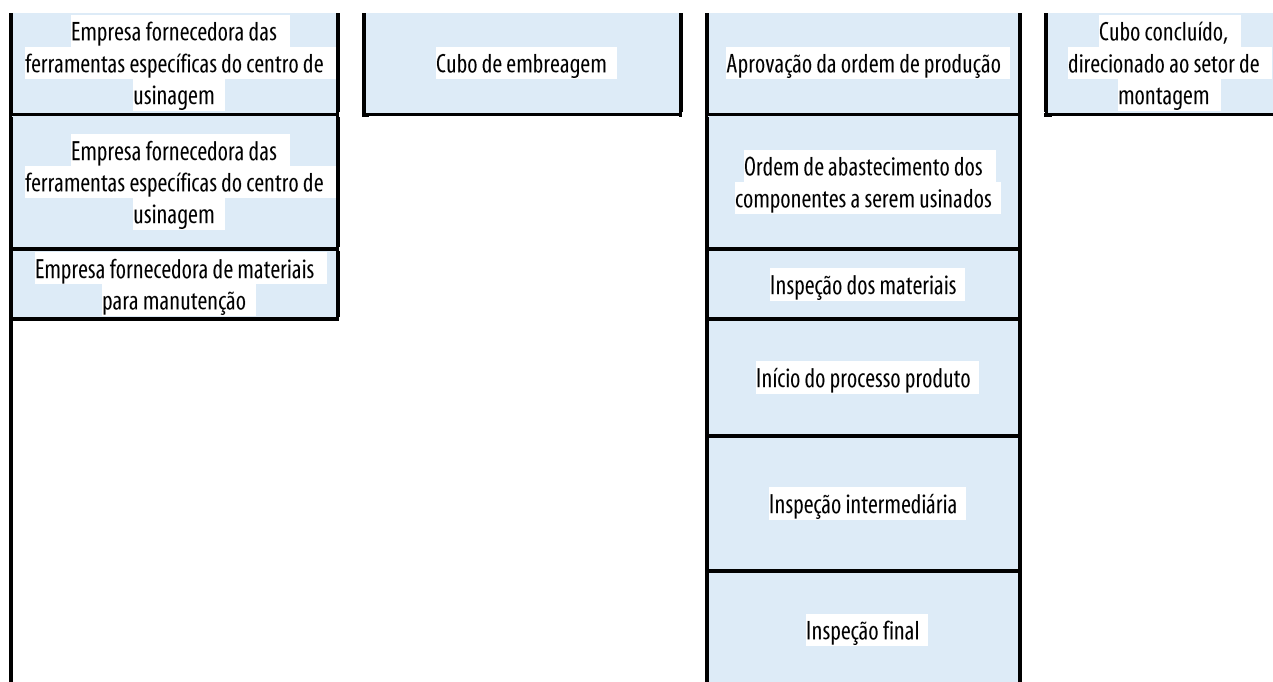 Empresa fornecedora das
ferramentas específicas do centro de
usinagem
Cubo de embreagem
Aprovação da ordem de produção
Cubo concluído,
direcionado ao setor de
montagem
Empresa fornecedora das
ferramentas específicas do centro de
usinagem
Ordem de abastecimento dos
componentes a serem usinados
Empresa fornecedora de materiais
para manutenção
Inspeção dos materiais
Início do processo produto
Inspeção intermediária
Inspeção final